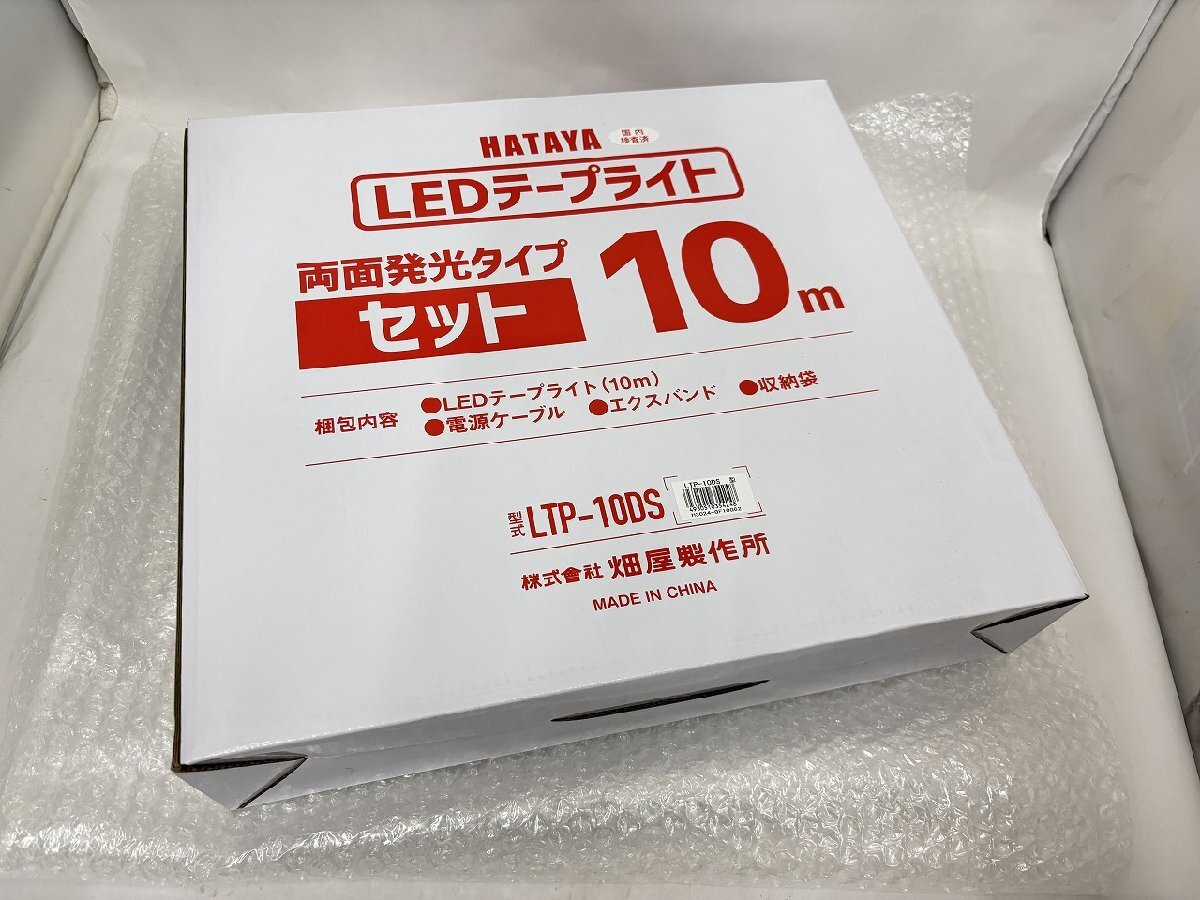 HATAYA
国内
検査済
LEDテープライト
両面発光タイプ
セット
10m
梱包内容
●LEDテープライト(10m)
●電源ケーブル ●エクスバンド ●収納袋
型式 LTP-10DS
LTP-10DS 型
株式會社 畑屋製作所
MADE IN CHINA